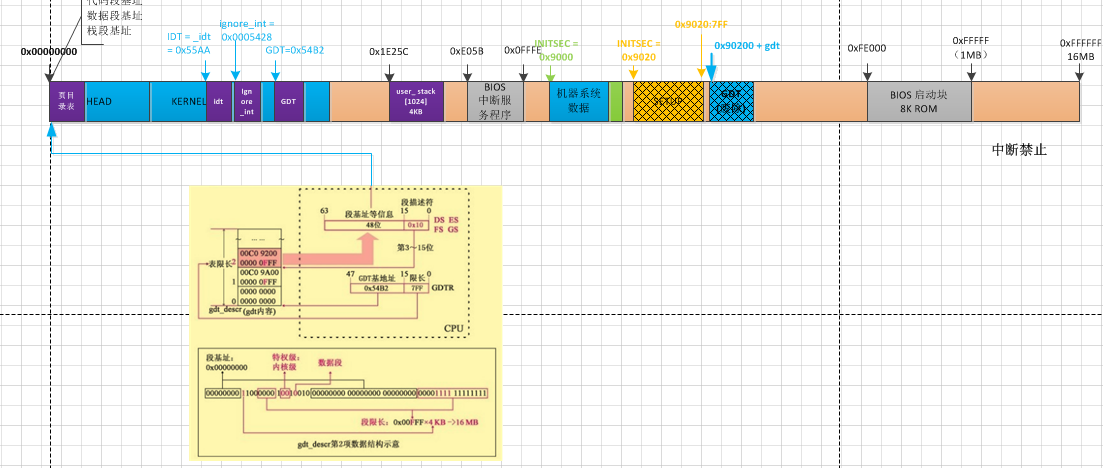 代码段基址
数据段基址
栈段基址
0x00000000
IDT = _idt
= 0x55AA
ignore_int =
0x0005428
GDT=0x54B2
0x1E25C
0xE05B
0x0FFFE
INITSEC =
0x9000
INITSEC =
0x9020
0x9020:7FF
0x90200 + gdt
0xFE000
0xFFFFF
（1MB）
0xFFFFFF
16MB
页目
录表
HEAD
KERNEL
idt
Ign
ore
_int
GDT
user_ stack
[1024]
4KB
BIOS
中断服
务程序
机器系统
数据
SETUP
GDT
BIOS 启动块
8K ROM
中断禁止
段描述符
63
段基址等信息
15
0
48位
0x10
DS ES
FS GS
第3～15位
... ...
00C0 9200
0000 0FFF
00C0 9A00
0000 0FFF
0000 0000
0000 0000
表限长
2
1
0
gdt_descr
(gdt内容)
47
GDT基地址
15
限长
0
0x54B2
7FF
GDTR
CPU
段基址：
0x00000000
特权级：
内核级
数据段
00000000 11000000 10010010 00000000 00000000 00000000 00001111 11111111
段限长：0x00FFF×4 KB ->16 MB
gdt_descr第2项数据结构示意